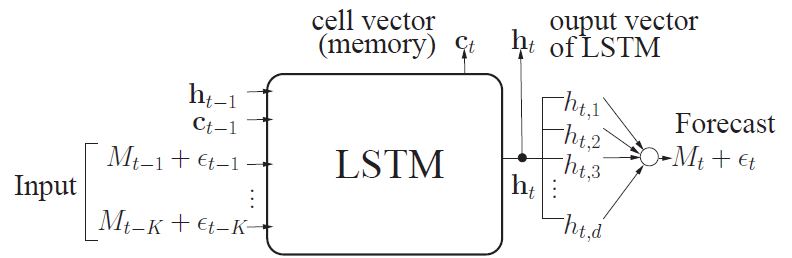 cell vector
(memory) c_t
h_t ouput vector
of LSTM
h_{t−1}
c_{t−1}
Input
M_{t−1} + ϵ_{t−1}
⋮
M_{t−K} + ϵ_{t−K}
LSTM
h_t
h_{t,1}
h_{t,2}
h_{t,3}
⋮
h_{t,d}
Forecast
M_t + ϵ_t